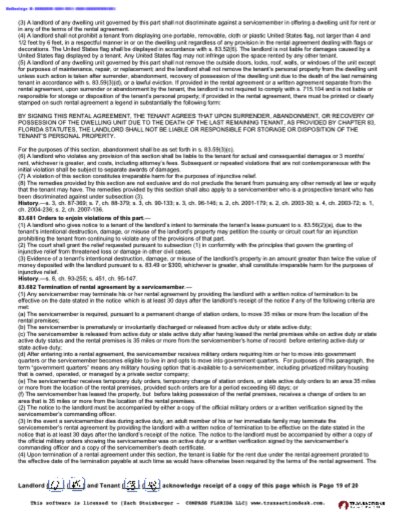 (3) A landlord of any dwelling unit governed by this part shall not discriminate against a servicemember in offering a dwelling unit for rent or
in any of the terms of the rental agreement.
(4) A landlord shall not prohibit a tenant from displaying one portable, removable, cloth or plastic United States flag, not larger than 4 and
1/2 feet by 6 feet, in a respectful manner in or on the dwelling unit regardless of any provision in the rental agreement dealing with flags or
decorations. The United States flag shall be displayed in accordance with s. 83.52(6). The landlord is not liable for damages caused by a
United States flag displayed by a tenant. Any United States flag may not infringe upon the space rented by any other tenant.
(5) A landlord of any dwelling unit governed by this part shall not remove the outside doors, locks, roof, walls, or windows of the unit except
for purposes of maintenance, repair, or replacement; and the landlord shall not remove the tenant's personal property from the dwelling unit
unless such action is taken after surrender, abandonment, recovery of possession of the dwelling unit due to the death of the last remaining
tenant in accordance with s. 83.59(3)(d), or a lawful eviction. If provided in the rental agreement or a written agreement separate from the
rental agreement, upon surrender or abandonment by the tenant, the landlord is not required to comply with s. 715.104 and is not liable or
responsible for storage or disposition of the tenant's personal property; if provided in the rental agreement, there must be printed or clearly
stamped on such rental agreement a legend in substantially the following form:
BY SIGNING THIS RENTAL AGREEMENT, THE TENANT AGREES THAT UPON SURRENDER, ABANDONMENT, OR RECOVERY OF
POSSESSION OF THE DWELLING UNIT DUE TO THE DEATH OF THE LAST REMAINING TENANT, AS PROVIDED BY CHAPTER 83,
FLORIDA STATUTES, THE LANDLORD SHALL NOT BE LIABLE OR RESPONSIBLE FOR STORAGE OR DISPOSITION OF THE
TENANT'S PERSONAL PROPERTY.
For the purposes of this section, abandonment shall be as set forth in s. 83.59(3)(c).
(6) A landlord who violates any provision of this section shall be liable to the tenant for actual and consequential damages or 3 months'
rent, whichever is greater, and costs, including attorney's fees. Subsequent or repeated violations that are not contemporaneous with the
initial violation shall be subject to separate awards of damages.
(7) A violation of this section constitutes irreparable harm for the purposes of injunctive relief.
(8) The remedies provided by this section are not exclusive and do not preclude the tenant from pursuing any other remedy at law or equity
that the tenant may have. The remedies provided by this section shall also apply to a servicemember who is a prospective tenant who has
been discriminated against under subsection (3).
History.—s. 3, ch. 87-369; s. 7, ch. 88-379; s. 3, ch. 90-133; s. 3, ch. 96-146; s. 2, ch. 2001-179; s. 2, ch. 2003-30; s. 4, ch. 2003-72; s. 1,
ch. 2004-236; s. 2, ch. 2007-136.
83.681 Orders to enjoin violations of this part.—
(1) A landlord who gives notice to a tenant of the landlord's intent to terminate the tenant's lease pursuant to s. 83.56(2)(a), due to the
tenant's intentional destruction, damage, or misuse of the landlord's property may petition the county or circuit court for an injunction
prohibiting the tenant from continuing to violate any of the provisions of that part.
(2) The court shall grant the relief requested pursuant to subsection (1) in conformity with the principles that govern the granting of
injunctive relief from threatened loss or damage in other civil cases.
(3) Evidence of a tenant's intentional destruction, damage, or misuse of the landlord's property in an amount greater than twice the value of
money deposited with the landlord pursuant to s. 83.49 or $300, whichever is greater, shall constitute irreparable harm for the purposes of
injunctive relief.
History.—s. 8, ch. 93-255; s. 451, ch. 95-147.
83.682 Termination of rental agreement by a servicemember.—
(1) Any servicemember may terminate his or her rental agreement by providing the landlord with a written notice of termination to be
effective on the date stated in the notice which is at least 30 days after the landlord's receipt of the notice if any of the following criteria are
met:
(a) The servicemember is required, pursuant to a permanent change of station orders, to move 35 miles or more from the location of the
rental premises;
(b) The servicemember is prematurely or involuntarily discharged or released from active duty or state active duty;
(c) The servicemember is released from active duty or state active duty after having leased the rental premises while on active duty or state
active duty status and the rental premises is 35 miles or more from the servicemember's home of record before entering active duty or
state active duty;
(d) After entering into a rental agreement, the servicemember receives military orders requiring him or her to move into government
quarters or the servicemember becomes eligible to live in and opts to move into government quarters. For purposes of this paragraph, the
term "government quarters" means any military housing option that is available to a servicemember, including privatized military housing
that is owned, operated, or managed by a private sector company;
(e) The servicemember receives temporary duty orders, temporary change of station orders, or state active duty orders to an area 35 miles
or more from the location of the rental premises, provided such orders are for a period exceeding 60 days; or
(f) The servicemember has leased the property, but before taking possession of the rental premises, receives a change of orders to an
area that is 35 miles or more from the location of the rental premises.
(2) The notice to the landlord must be accompanied by either a copy of the official military orders or a written verification signed by the
servicemember's commanding officer.
(3) In the event a servicemember dies during active duty, an adult member of his or her immediate family may terminate the
servicemember's rental agreement by providing the landlord with a written notice of termination to be effective on the date stated in the
notice that is at least 30 days after the landlord's receipt of the notice. The notice to the landlord must be accompanied by either a copy of
the official military orders showing the servicemember was on active duty or a written verification signed by the servicemember's
commanding officer and a copy of the servicemember's death certificate.
(4) Upon termination of a rental agreement under this section, the tenant is liable for the rent due under the rental agreement prorated to
the effective date of the termination payable at such time as would have otherwise been required by the terms of the rental agreement. The
Landlord ( ) ( ) and Tenant ( ) ( ) acknowledge receipt of a copy of this page which is Page 19 of 20
This software is licensed to [Zach Steinberger - COMPASS FLORIDA LLC] www.transactiondesk.com.